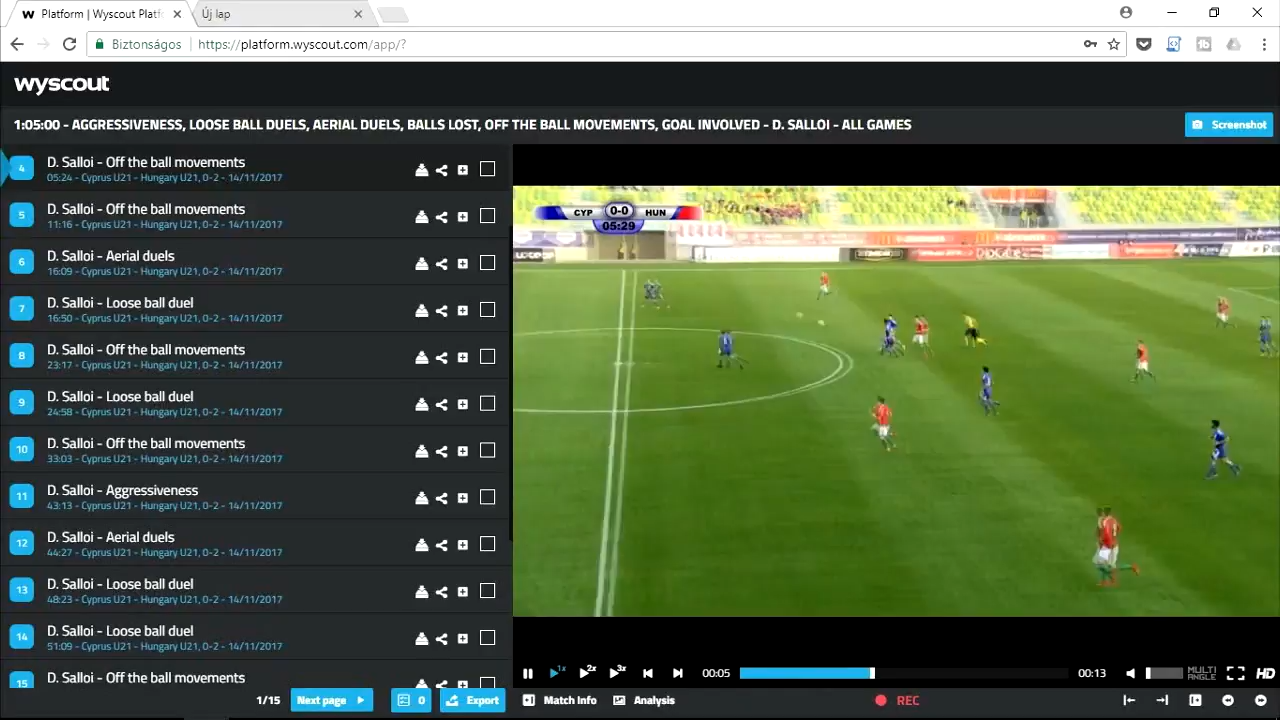 Platform | Wyscout Platf
Új lap
Biztonságos
https://platform.wyscout.com/app/?
wyscout
1:05:00 - AGGRESSIVENESS, LOOSE BALL DUELS, AERIAL DUELS, BALLS LOST, OFF THE BALL MOVEMENTS, GOAL INVOLVED - D. SALLOI - ALL GAMES
Screenshot
4 D. Salloi - Off the ball movements
05:24 - Cyprus U21 - Hungary U21, 0-2 - 14/11/2017
5 D. Salloi - Off the ball movements
11:16 - Cyprus U21 - Hungary U21, 0-2 - 14/11/2017
6 D. Salloi - Aerial duels
16:09 - Cyprus U21 - Hungary U21, 0-2 - 14/11/2017
7 D. Salloi - Loose ball duel
16:50 - Cyprus U21 - Hungary U21, 0-2 - 14/11/2017
8 D. Salloi - Off the ball movements
23:17 - Cyprus U21 - Hungary U21, 0-2 - 14/11/2017
9 D. Salloi - Loose ball duel
24:58 - Cyprus U21 - Hungary U21, 0-2 - 14/11/2017
10 D. Salloi - Off the ball movements
33:03 - Cyprus U21 - Hungary U21, 0-2 - 14/11/2017
11 D. Salloi - Aggressiveness
43:13 - Cyprus U21 - Hungary U21, 0-2 - 14/11/2017
12 D. Salloi - Aerial duels
44:27 - Cyprus U21 - Hungary U21, 0-2 - 14/11/2017
13 D. Salloi - Loose ball duel
48:23 - Cyprus U21 - Hungary U21, 0-2 - 14/11/2017
14 D. Salloi - Loose ball duel
51:09 - Cyprus U21 - Hungary U21, 0-2 - 14/11/2017
15 D. Salloi - Off the ball movements
1/15 Next page 0 Export
CYP 0-0 HUN
05:29
1x 2x 3x 00:05 00:13 MULTI ANGLE HD
Match Info Analysis REC